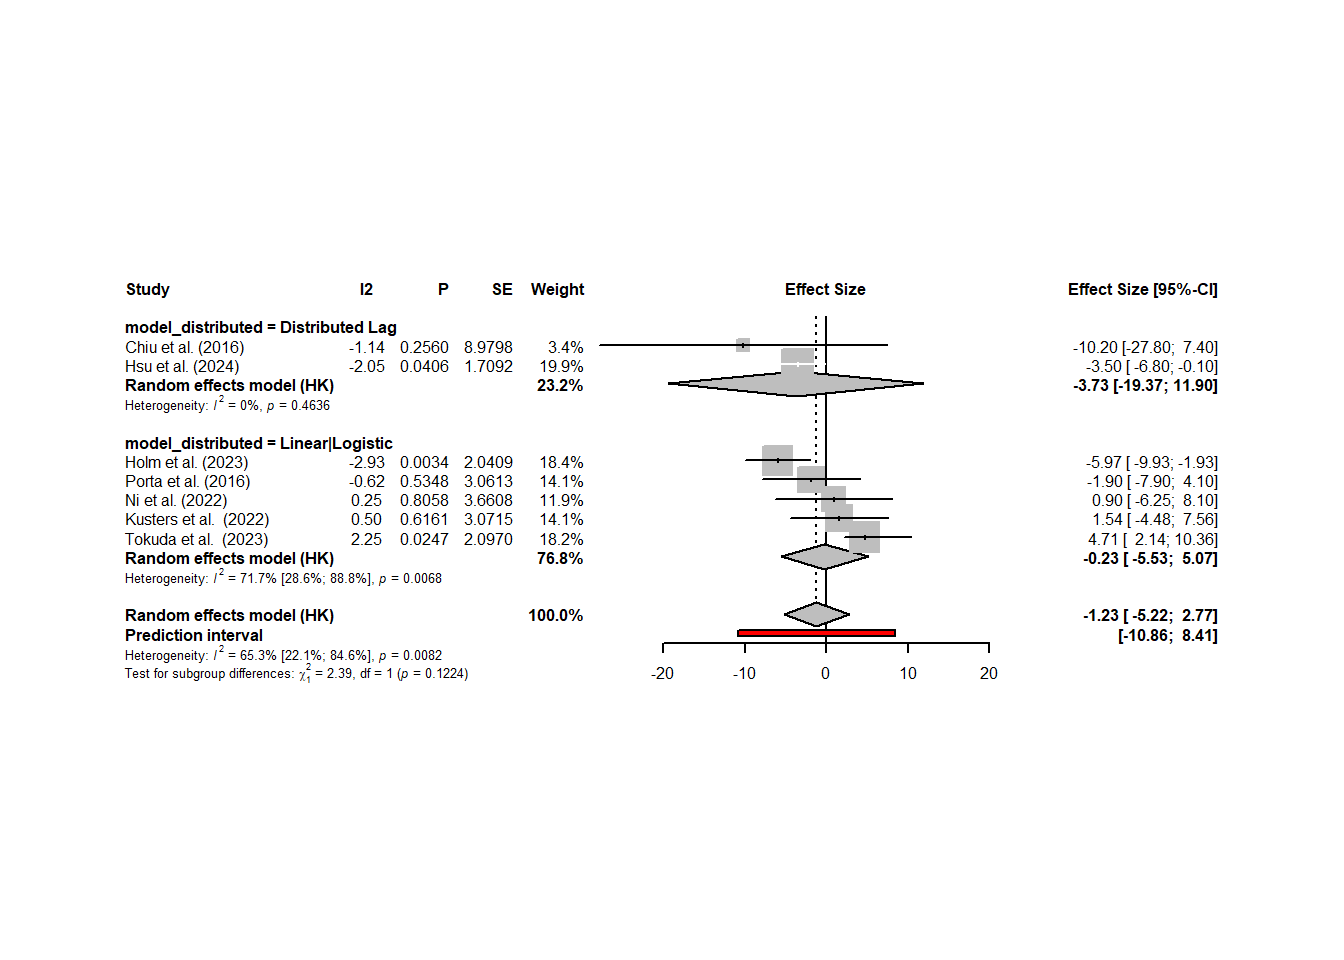 Study I2 P SE Weight Effect Size Effect Size [95%-CI]
model_distributed = Distributed Lag
Chiu et al. (2016) -1.14 0.2560 8.9798 3.4% -10.20 [-27.80; 7.40]
Hsu et al. (2024) -2.05 0.0406 1.7092 19.9% -3.50 [ -6.80; -0.10]
Random effects model (HK) 23.2% -3.73 [-19.37; 11.90]
Heterogeneity: I² = 0%, p = 0.4636
model_distributed = Linear|Logistic
Holm et al. (2023) -2.93 0.0034 2.0409 18.4% -5.97 [ -9.93; -1.93]
Porta et al. (2016) -0.62 0.5348 3.0613 14.1% -1.90 [ -7.90; 4.10]
Ni et al. (2022) 0.25 0.8058 3.6608 11.9% 0.90 [ -6.25; 8.10]
Kusters et al. (2022) 0.50 0.6161 3.0715 14.1% 1.54 [ -4.48; 7.56]
Tokuda et al. (2023) 2.25 0.0247 2.0970 18.2% 4.71 [ 2.14; 10.36]
Random effects model (HK) 76.8% -0.23 [ -5.53; 5.07]
Heterogeneity: I² = 71.7% [28.6%; 88.8%], p = 0.0068
Random effects model (HK) 100.0% -1.23 [ -5.22; 2.77]
Prediction interval [-10.86; 8.41]
Heterogeneity: I² = 65.3% [22.1%; 84.6%], p = 0.0082
Test for subgroup differences: χ²₁ = 2.39, df = 1 (p = 0.1224)
-20 -10 0 10 20